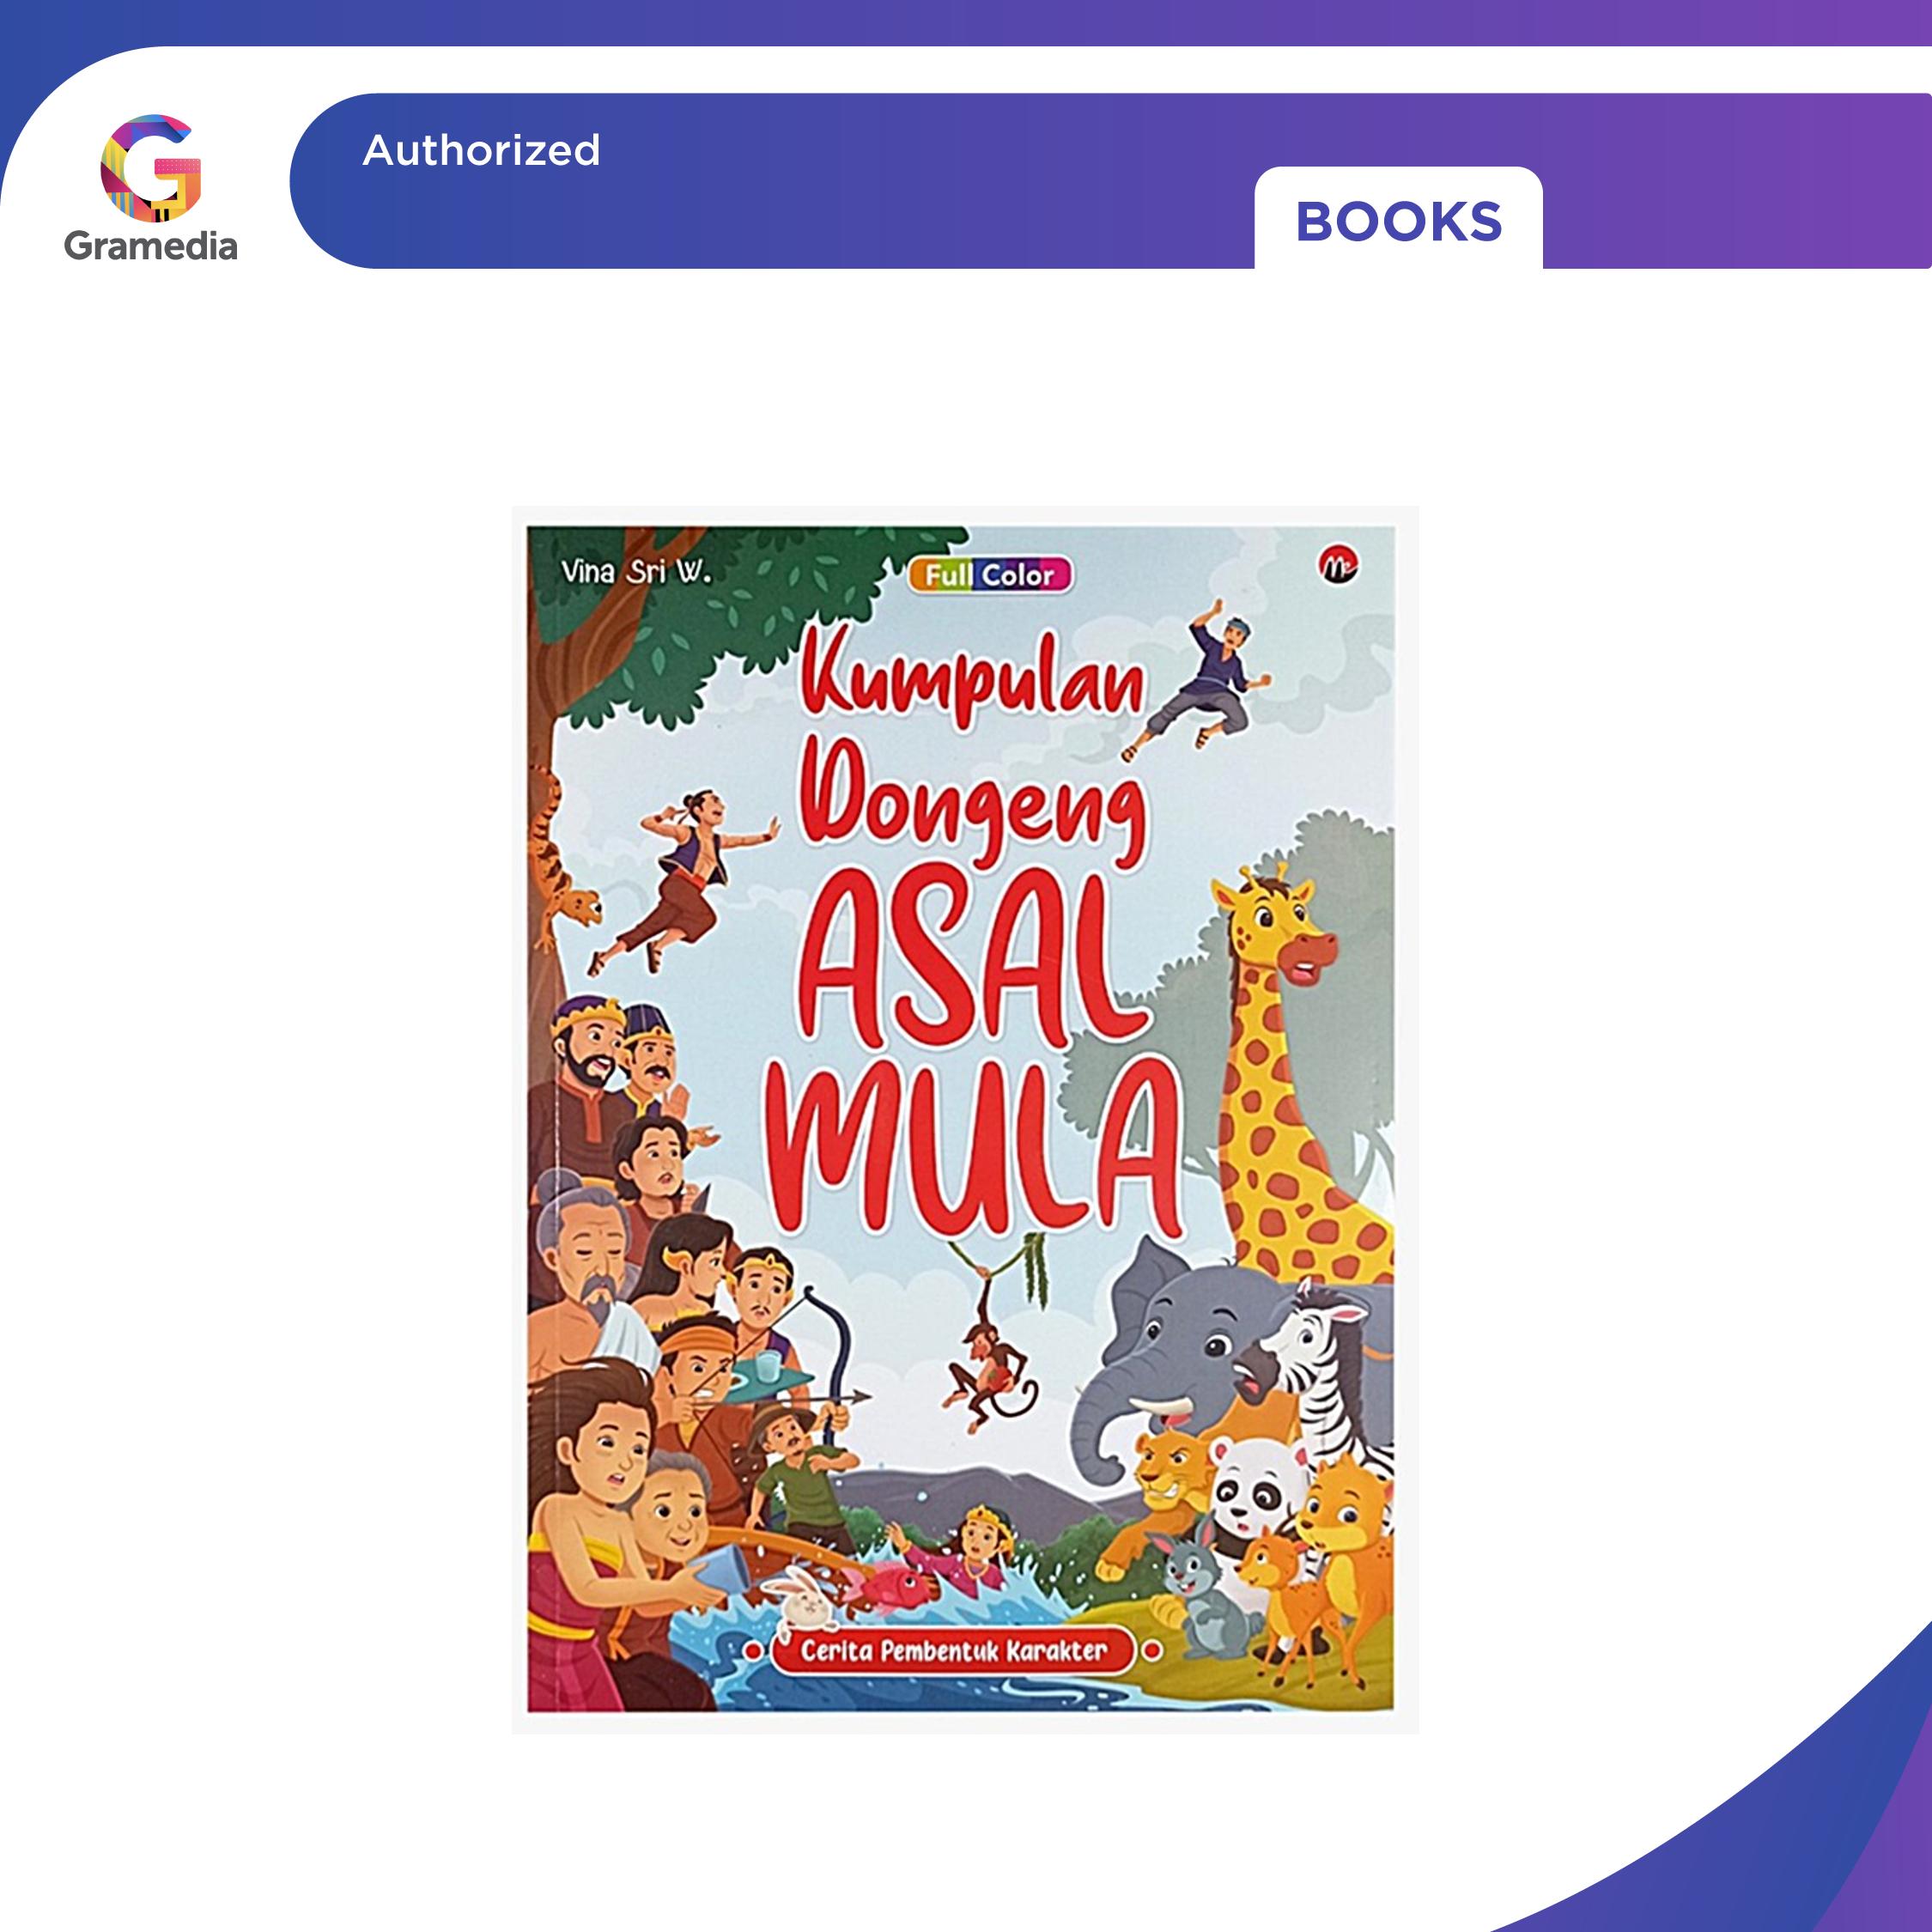 Authorized
Gramedia
BOOKS
Vina Sri W.
Full Color
Kumpulan
Dongeng
ASAL
MULA
Cerita Pembentuk Karakter